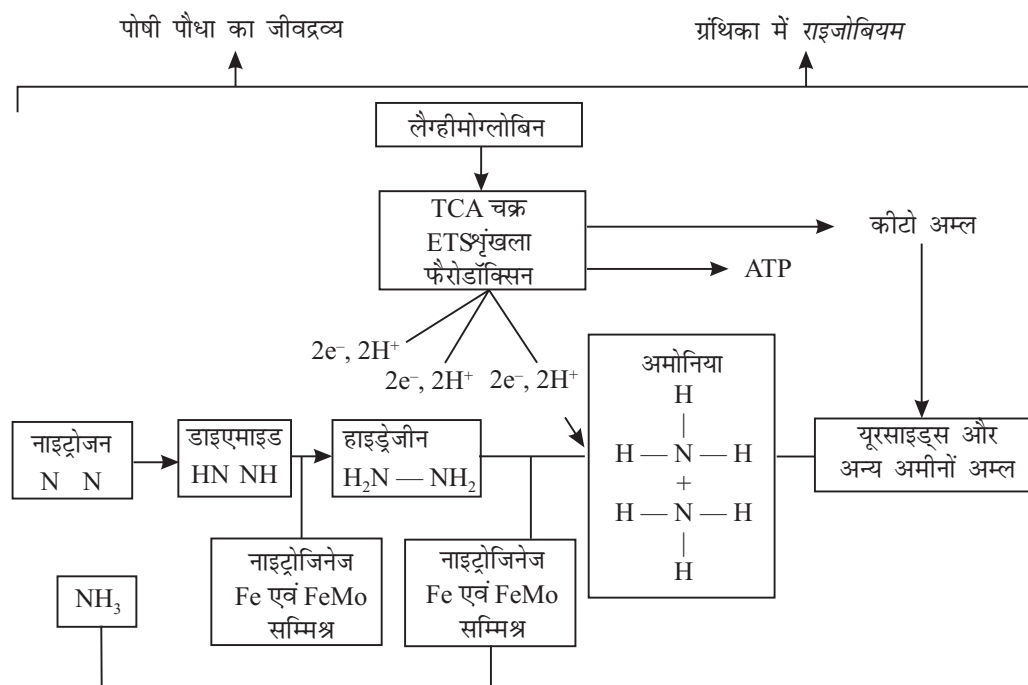 पोषी पौधा का जीवद्रव्य
ग्रंथिका में राइजोबियम
लैग्हीमोग्लोबिन
TCA चक्र
ETSशृंखला
फैरोडॉक्सिन
कीटो अम्ल
ATP
2e⁻, 2H⁺
2e⁻, 2H⁺
2e⁻, 2H⁺
नाइट्रोजन
N N
डाइएमाइड
HN NH
हाइड्रेजीन
H₂N — NH₂
अमोनिया
H
|
H — N — H
+
H — N — H
|
H
यूरसाइड्स और
अन्य अमीनों अम्ल
नाइट्रोजिनेज
Fe एवं FeMo
सम्मिश्र
नाइट्रोजिनेज
Fe एवं FeMo
सम्मिश्र
NH₃